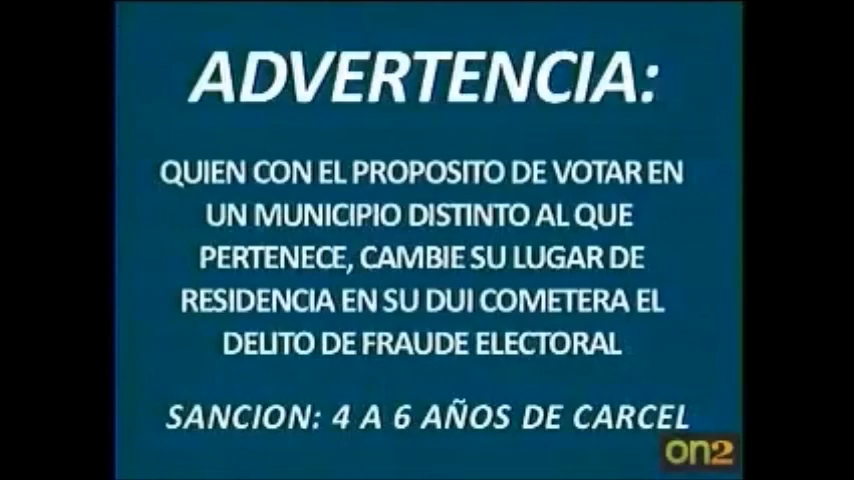 ADVERTENCIA:
QUIEN CON EL PROPOSITO DE VOTAR EN
UN MUNICIPIO DISTINTO AL QUE
PERTENECE, CAMBIE SU LUGAR DE
RESIDENCIA EN SU DUI COMETERA EL
DELITO DE FRAUDE ELECTORAL
SANCION: 4 A 6 AÑOS DE CARCEL
on2